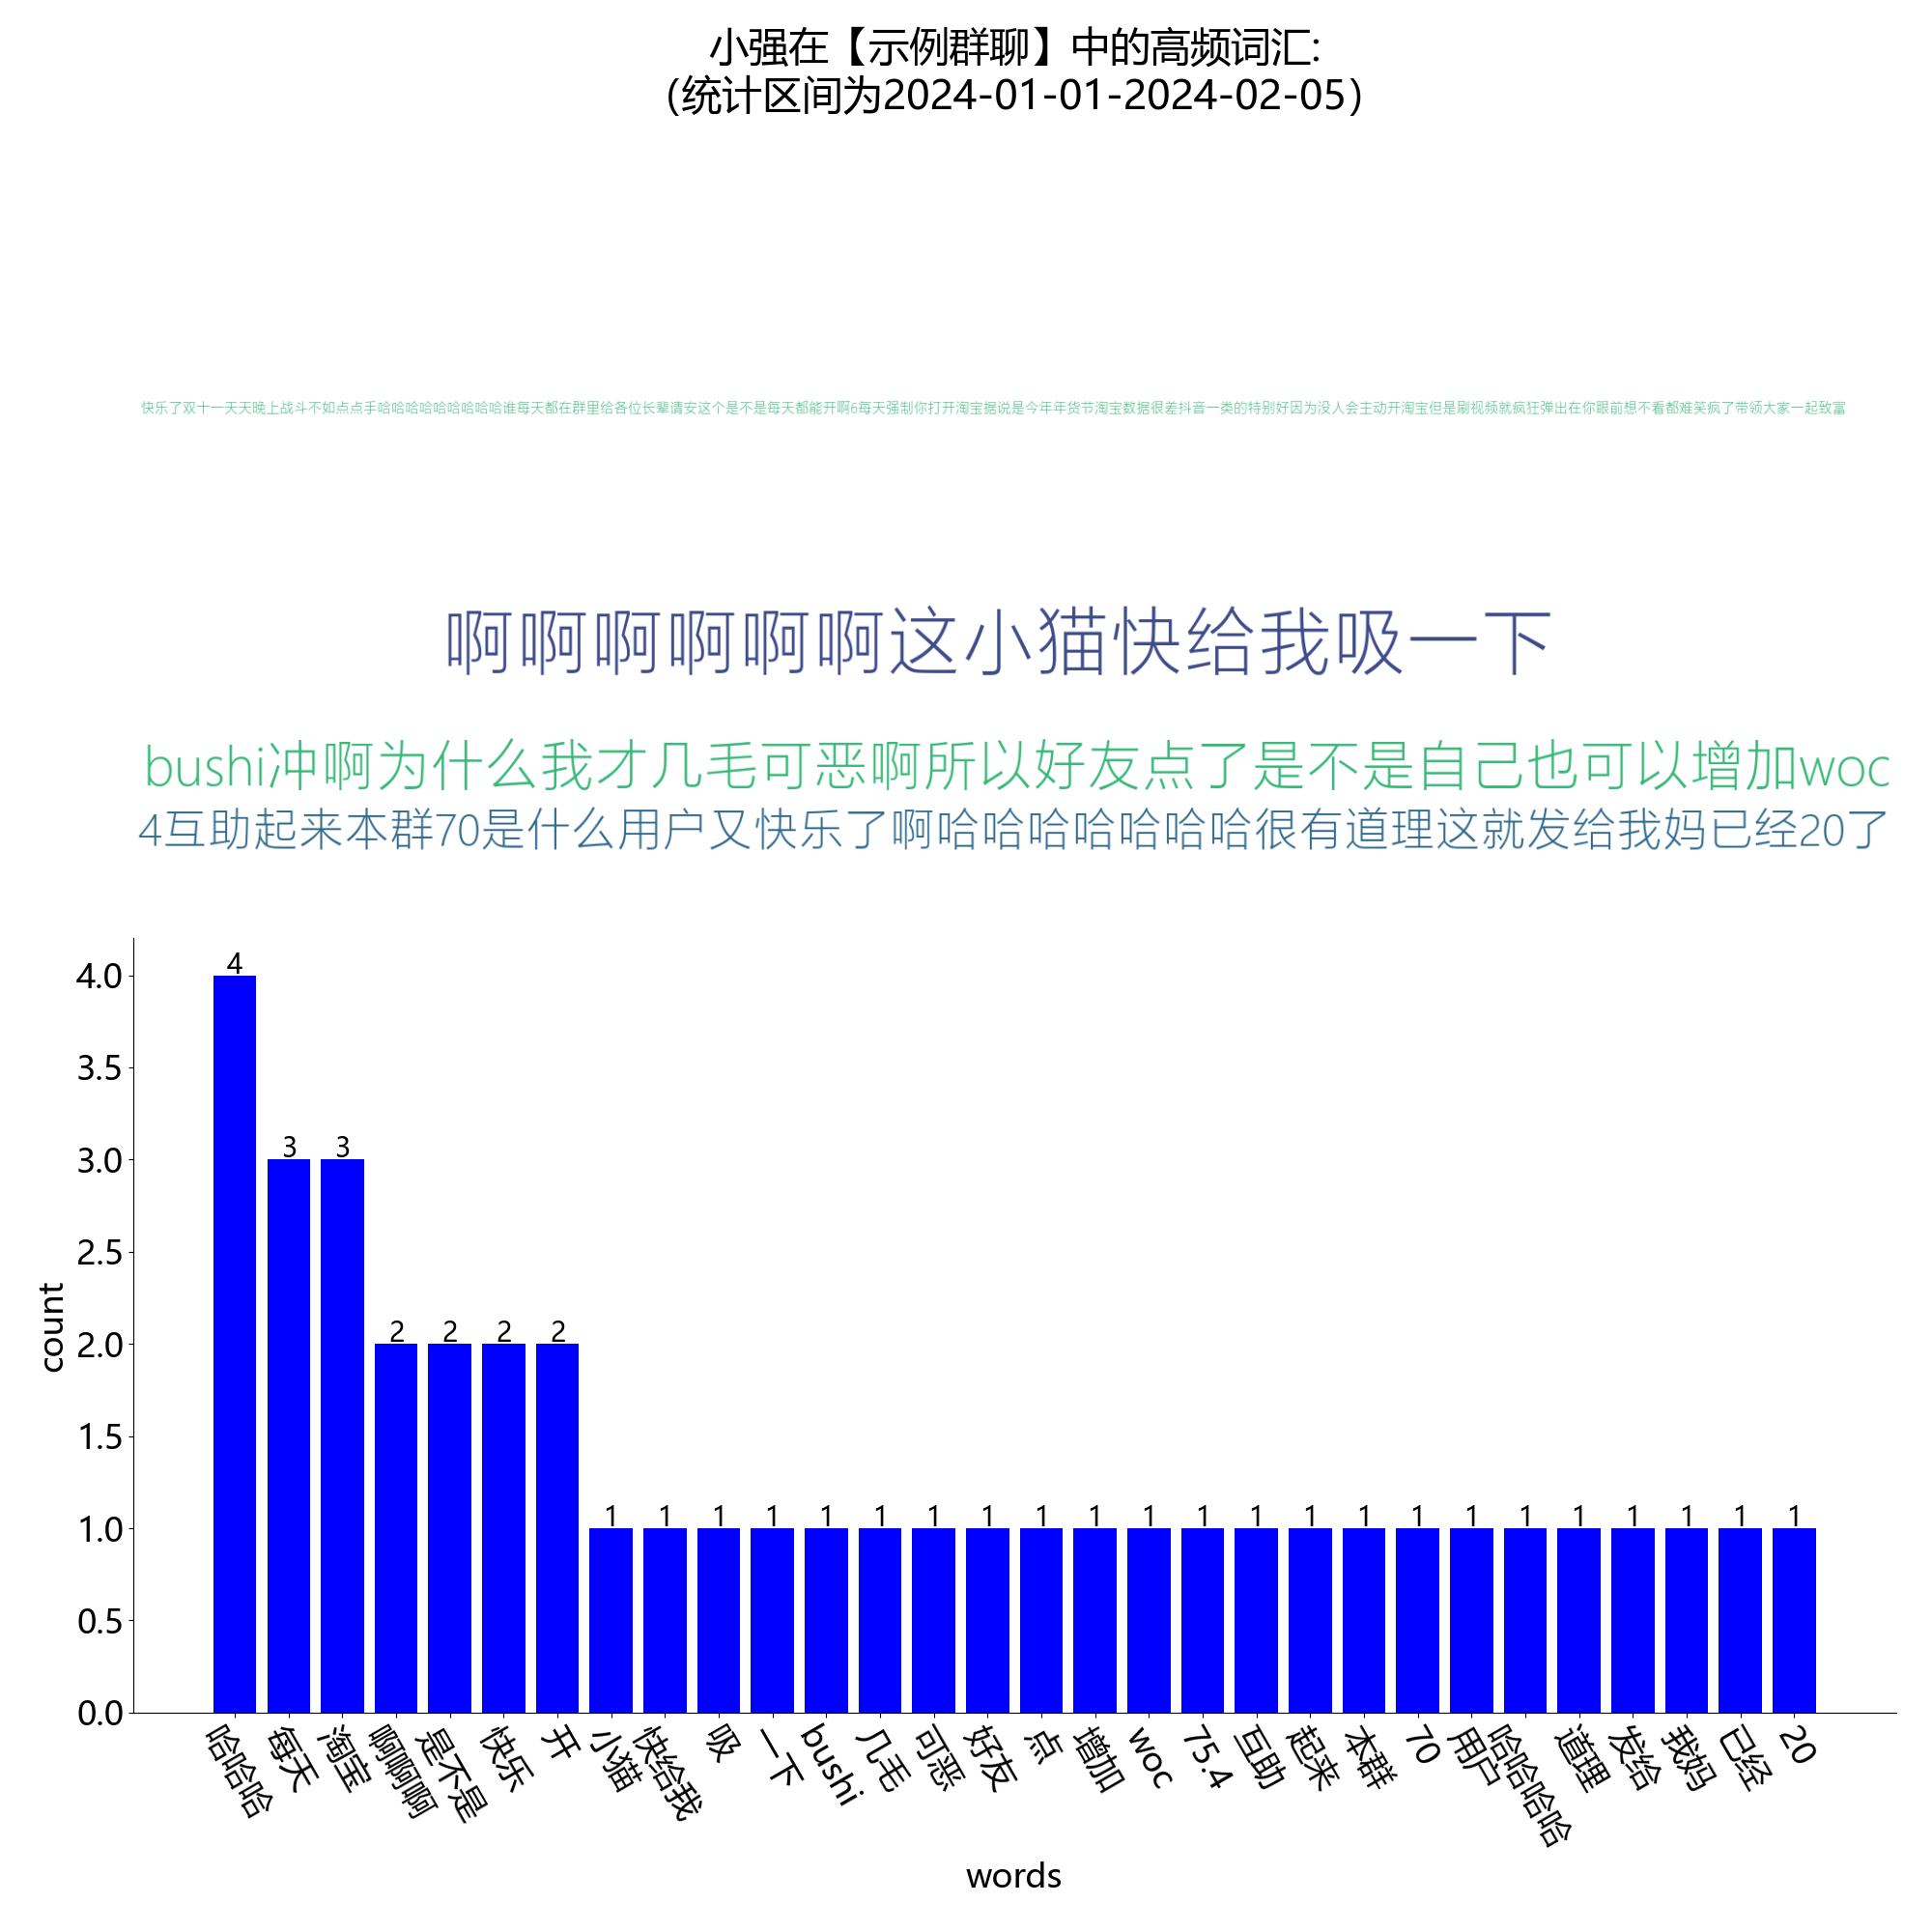 小强在【示例群聊】中的高频词汇:
(统计区间为2024-01-01-2024-02-05)
快乐了双十一天天晚上战斗不如点点手哈哈哈哈哈哈哈哈哈谁每天都在群里给各位长辈请安这个是不是每天都能开啊6每天强制你打开淘宝据说是今年年货节淘宝数据很差抖音一类的特别好因为没人会主动开淘宝但是刷视频就疯狂弹出在你眼前想不看都难笑疯了带领大家一起致富
啊啊啊啊啊啊这小猫快给我吸一下
bushi冲啊为什么我才几毛可恶啊所以好友点了是不是自己也可以增加woc
4互助起来本群70是什么用户又快乐了啊哈哈哈哈哈哈哈很有道理这就发给我妈已经20了
count
4.0
3.5
3.0
2.5
2.0
1.5
1.0
0.5
0.0
4 3 3 2 2 2 2 1 1 1 1 1 1 1 1 1 1 1 1 1 1 1 1 1 1 1 1 1 1 1
哈哈哈
每天
淘宝
啊啊啊
是不是
快乐
开
小猫
快给我
吸
一下
bushi
几毛
可恶
好友
点
增加
woc
75.4
互助
起来
本群
70
用户
哈哈哈哈
道理
发给
我妈
已经
20
words